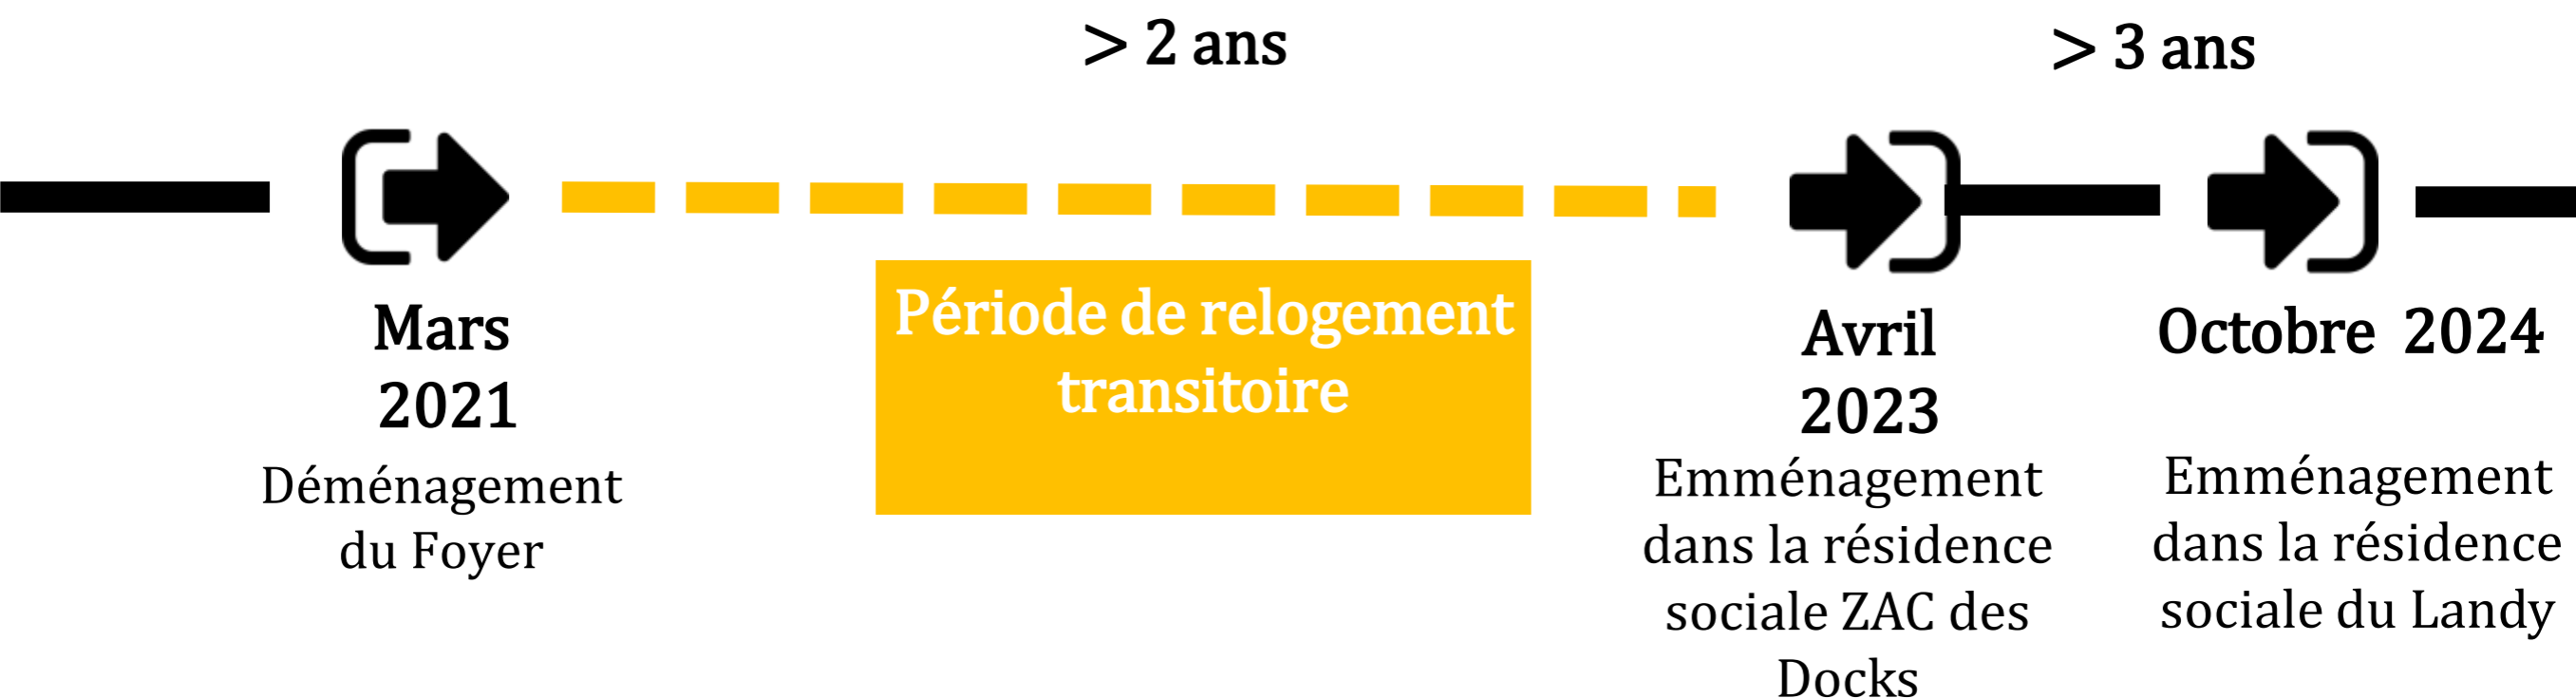 > 2 ans
> 3 ans
Mars
2021
Déménagement
du Foyer
Période de relogement
transitoire
Avril
2023
Emménagement
dans la résidence
sociale ZAC des
Docks
Octobre 2024
Emménagement
dans la résidence
sociale du Landy